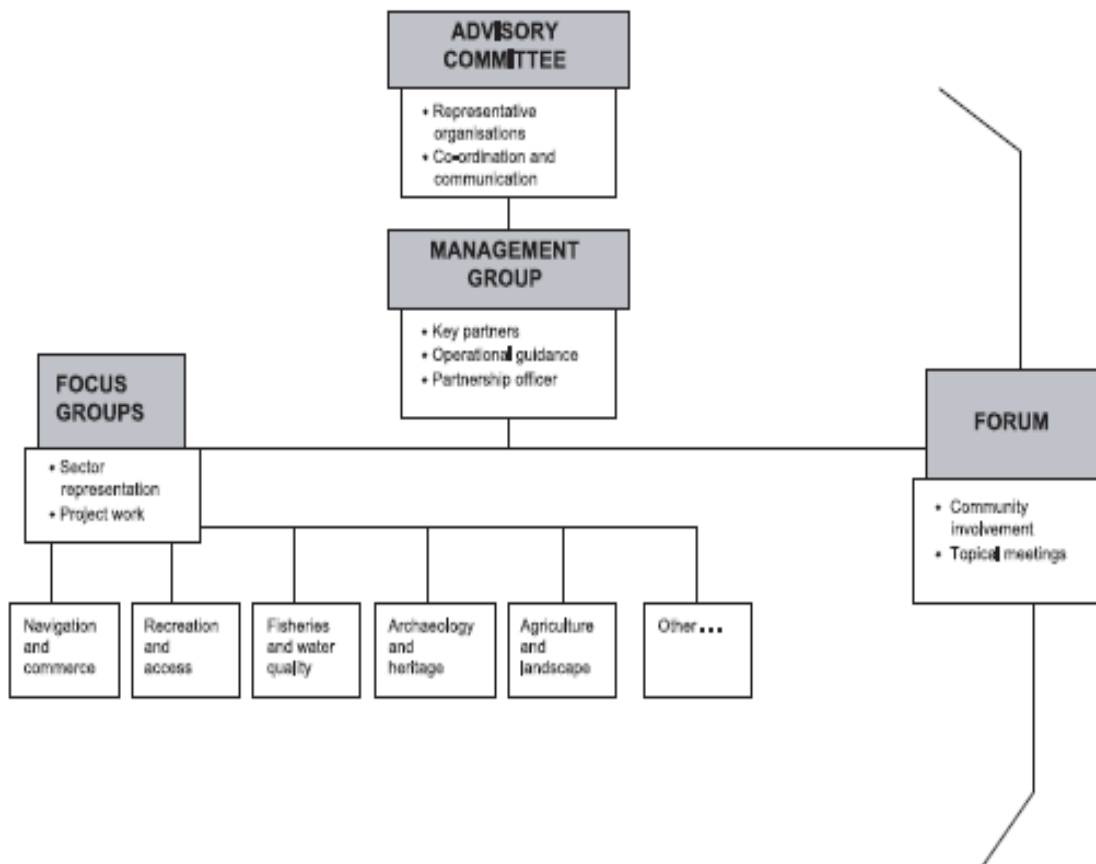 ADVISORY
COMMITTEE
• Representative
organisations
• Co-ordination and
communication
MANAGEMENT
GROUP
• Key partners
• Operational guidance
• Partnership officer
FOCUS
GROUPS
• Sector
representation
• Project work
FORUM
• Community
involvement
• Topical meetings
Navigation
and
commerce
Recreation
and
access
Fisheries
and water
quality
Archaeology
and
heritage
Agriculture
and
landscape
Other...